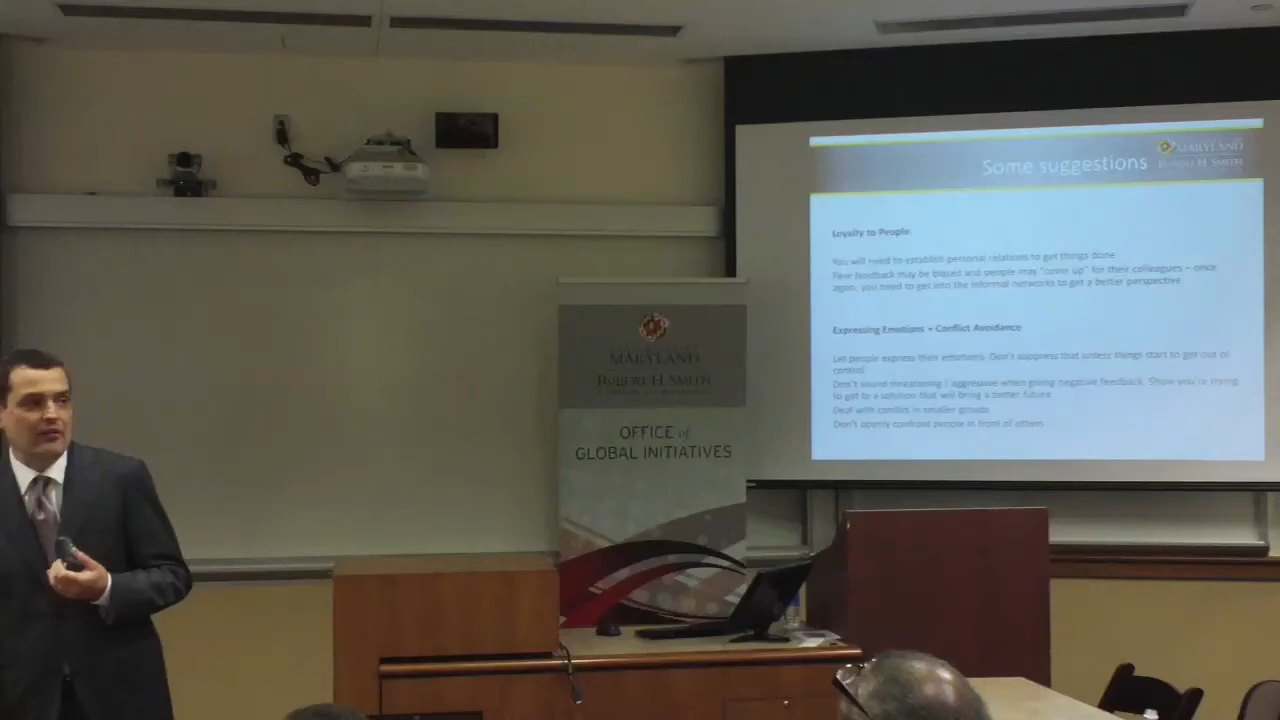 Some suggestions
MARYLAND
ROBERT H. SMITH
Loyalty to People:
You will need to establish personal relations to get things done
Peer feedback may be biased and people may "cover up" for their colleagues – once
again, you need to get into the informal networks to get a better perspective
Expressing Emotions + Conflict Avoidance
Let people express their emotions. Don't suppress that unless things start to get out of
control
Don't sound threatening / aggressive when giving negative feedback. Show you're trying
to get to a solution that will bring a better future
Deal with conflict in smaller groups
Don't openly confront people in front of others
MARYLAND
ROBERT H. SMITH
OFFICE of
GLOBAL INITIATIVES